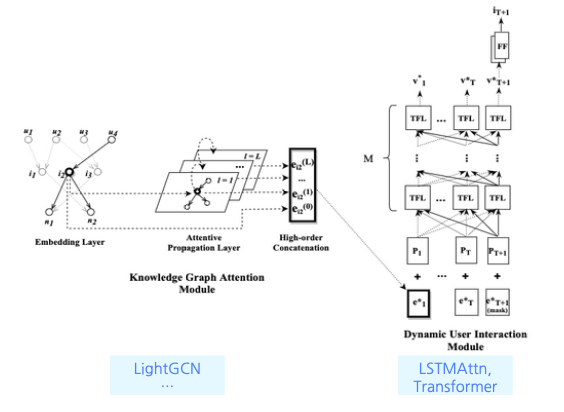 i_{T+1}
FF
v*_1
v*_T
v*_{T+1}
TFL ... TFL TFL
M
TFL ... TFL TFL
P_1 P_T P_{T+1}
+ ... + +
e*_1 e*_T e*_{T+1}
(mask)
Dynamic User Interaction
Module
u_1 u_2 u_3 u_4
i_1 i_2 i_3
n_1 n_2
Embedding Layer
l = L
...
l = 1
Attentive
Propagation Layer
e_{i2}^{(L)}
...
e_{i2}^{(1)}
e_{i2}^{(0)}
High-order
Concatenation
Knowledge Graph Attention
Module
LightGCN
...
LSTMAttn,
Transformer